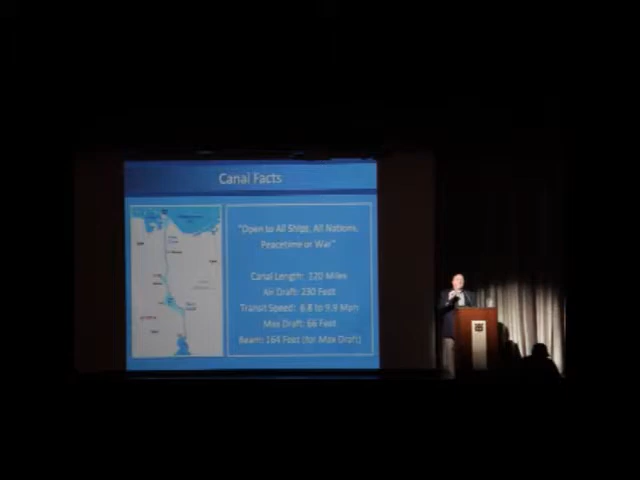 Canal Facts
"Open to All Ships, All Nations,
Peacetime or War"
Canal Length: 120 Miles
Air Draft: 230 Feet
Transit Speed: 6.8 to 9.9 Mph
Max Draft: 66 Feet
Beam: 164 Feet (for Max Draft)